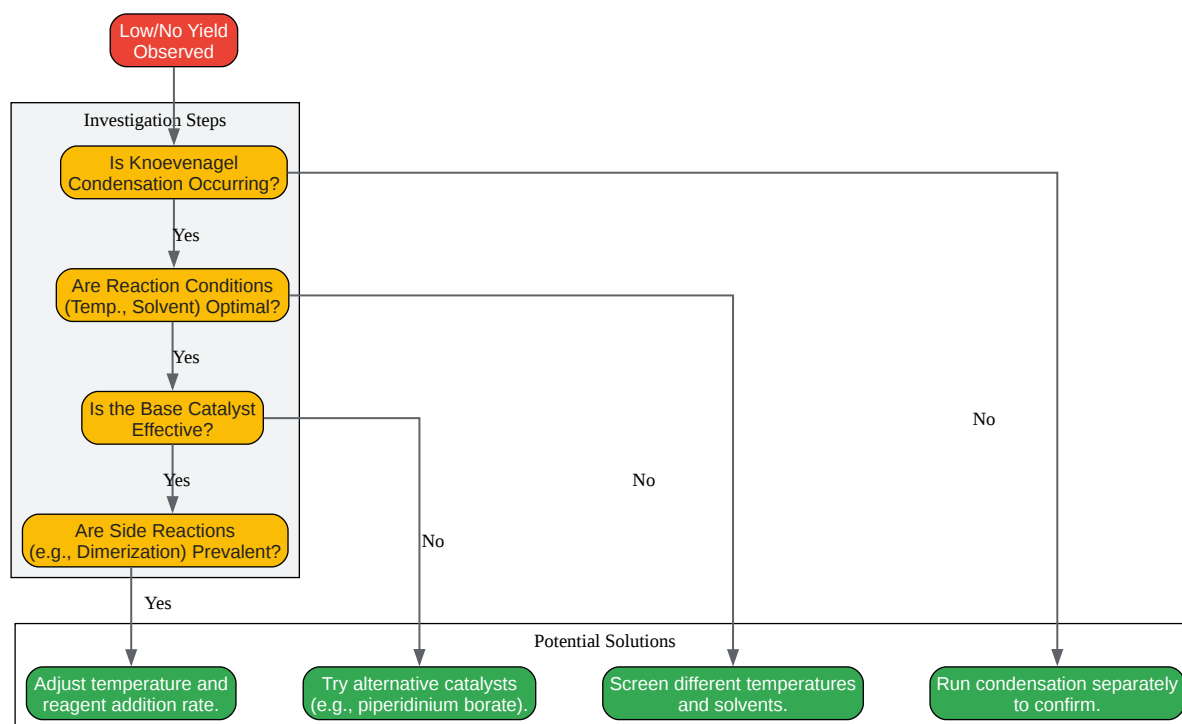 Low/No Yield
Observed
Investigation Steps
Is Knoevenagel
Condensation Occurring?
Yes
Are Reaction Conditions
(Temp., Solvent) Optimal?
Yes
Is the Base Catalyst
Effective?
No
Yes
No
Are Side Reactions
(e.g., Dimerization) Prevalent?
No
Yes
Potential Solutions
Adjust temperature and
reagent addition rate.
Try alternative catalysts
(e.g., piperidinium borate).
Screen different temperatures
and solvents.
Run condensation separately
to confirm.